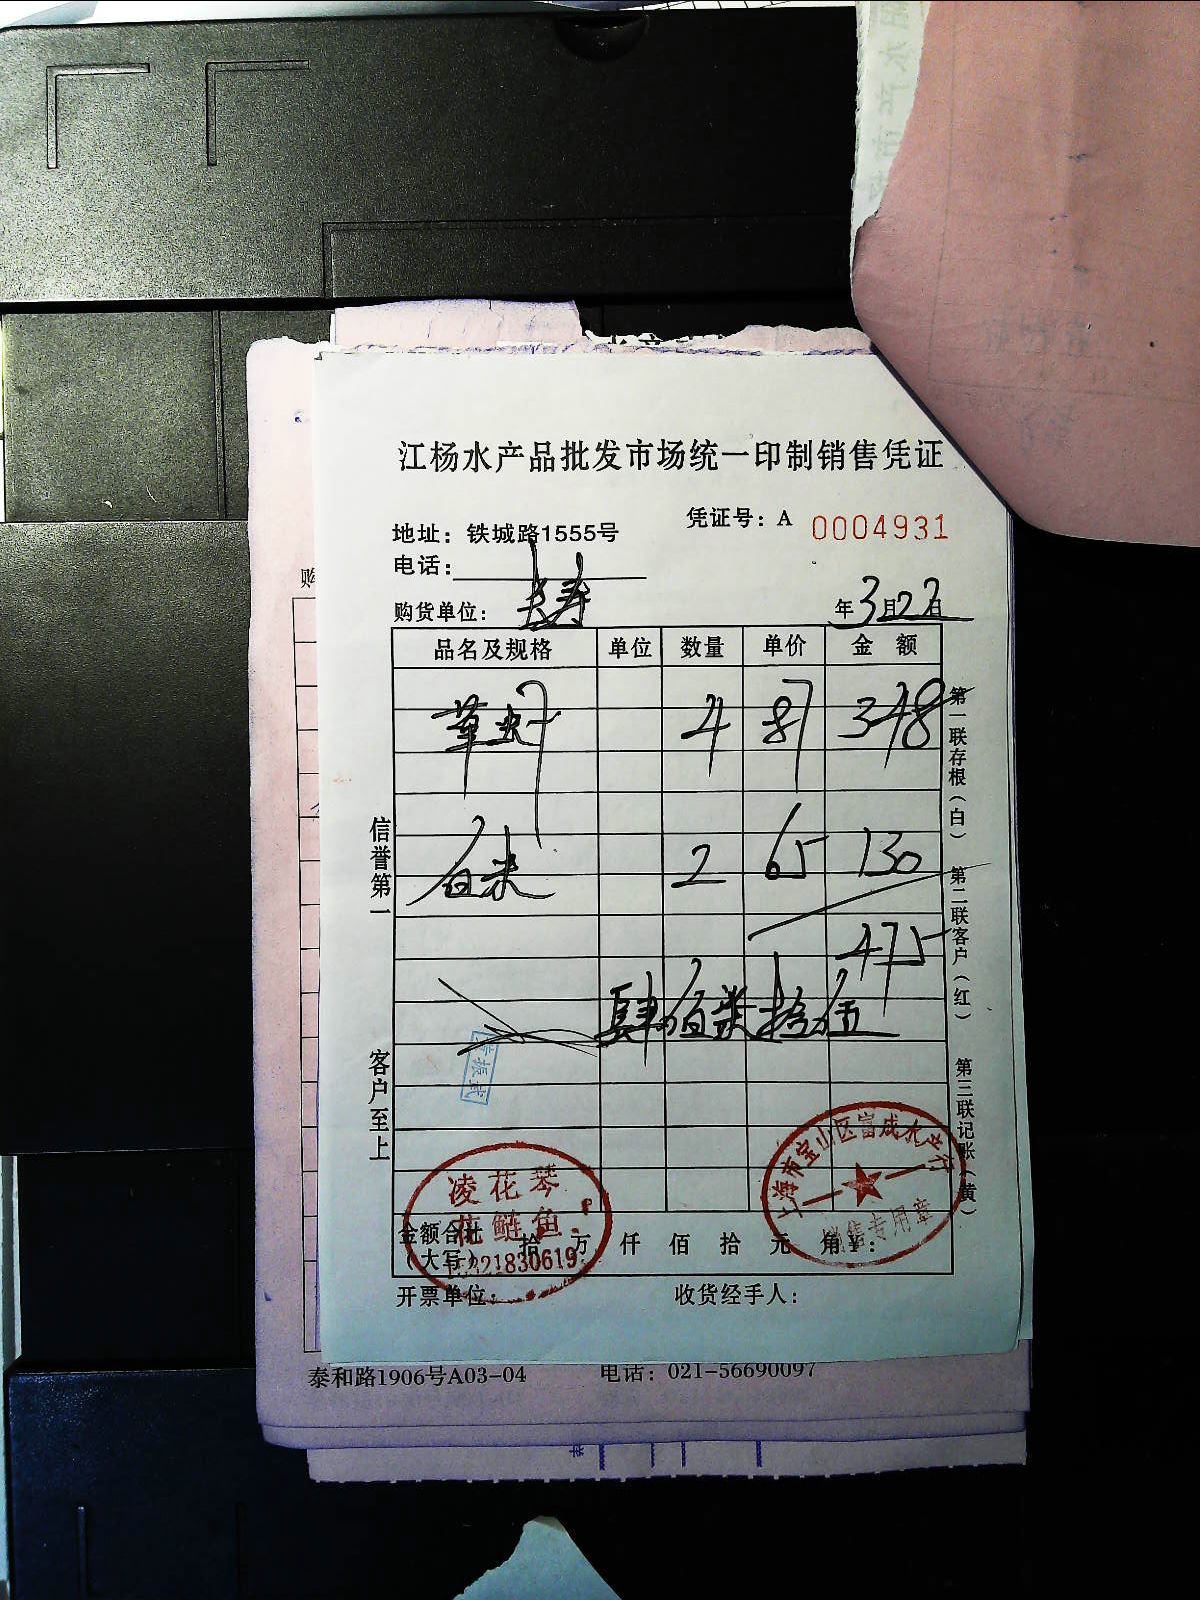 江杨水产品批发市场统一印制销售凭证
地址：铁城路1555号
凭证号：A 0004931
电话：
购货单位：长寿
年3月22日
品名及规格 单位 数量 单价 金 额
草虾 4 87 348
白米 2 65 130
475
肆佰柒拾伍
信誉第一
客户至上
第一联存根（白）
第二联客户（红）
第三联记账（黄）
凌花琴
花鲢鱼
上海市宝山区富成水产行
销售专用章
金额合计
（大写） 拾 万 仟 佰 拾 元 角 ¥：
开票单位：
收货经手人：
泰和路1906号A03-04 电话：021-56690097
购